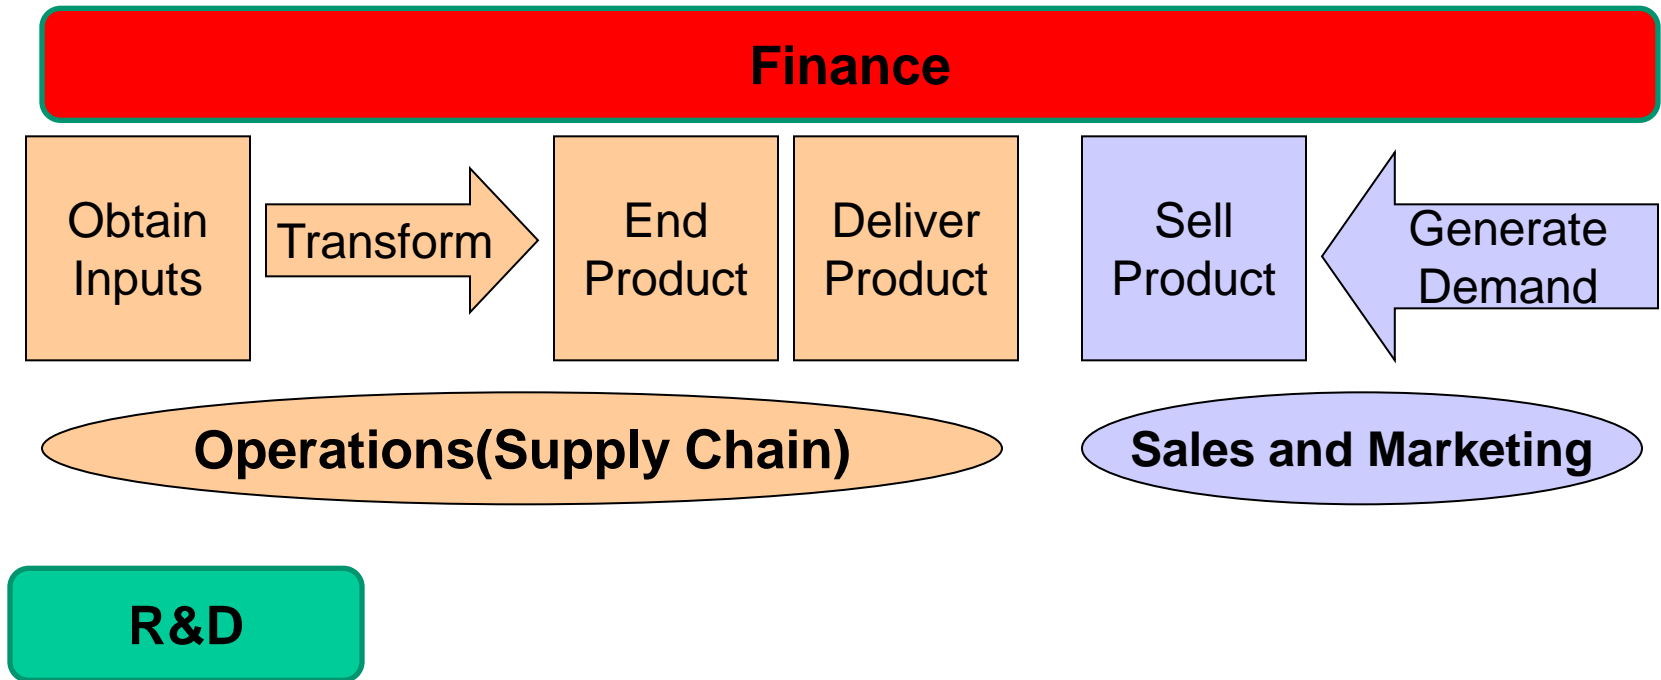 Finance
Obtain
Inputs
Transform
End
Product
Deliver
Product
Sell
Product
Generate
Demand
Operations(Supply Chain)
Sales and Marketing
R&D